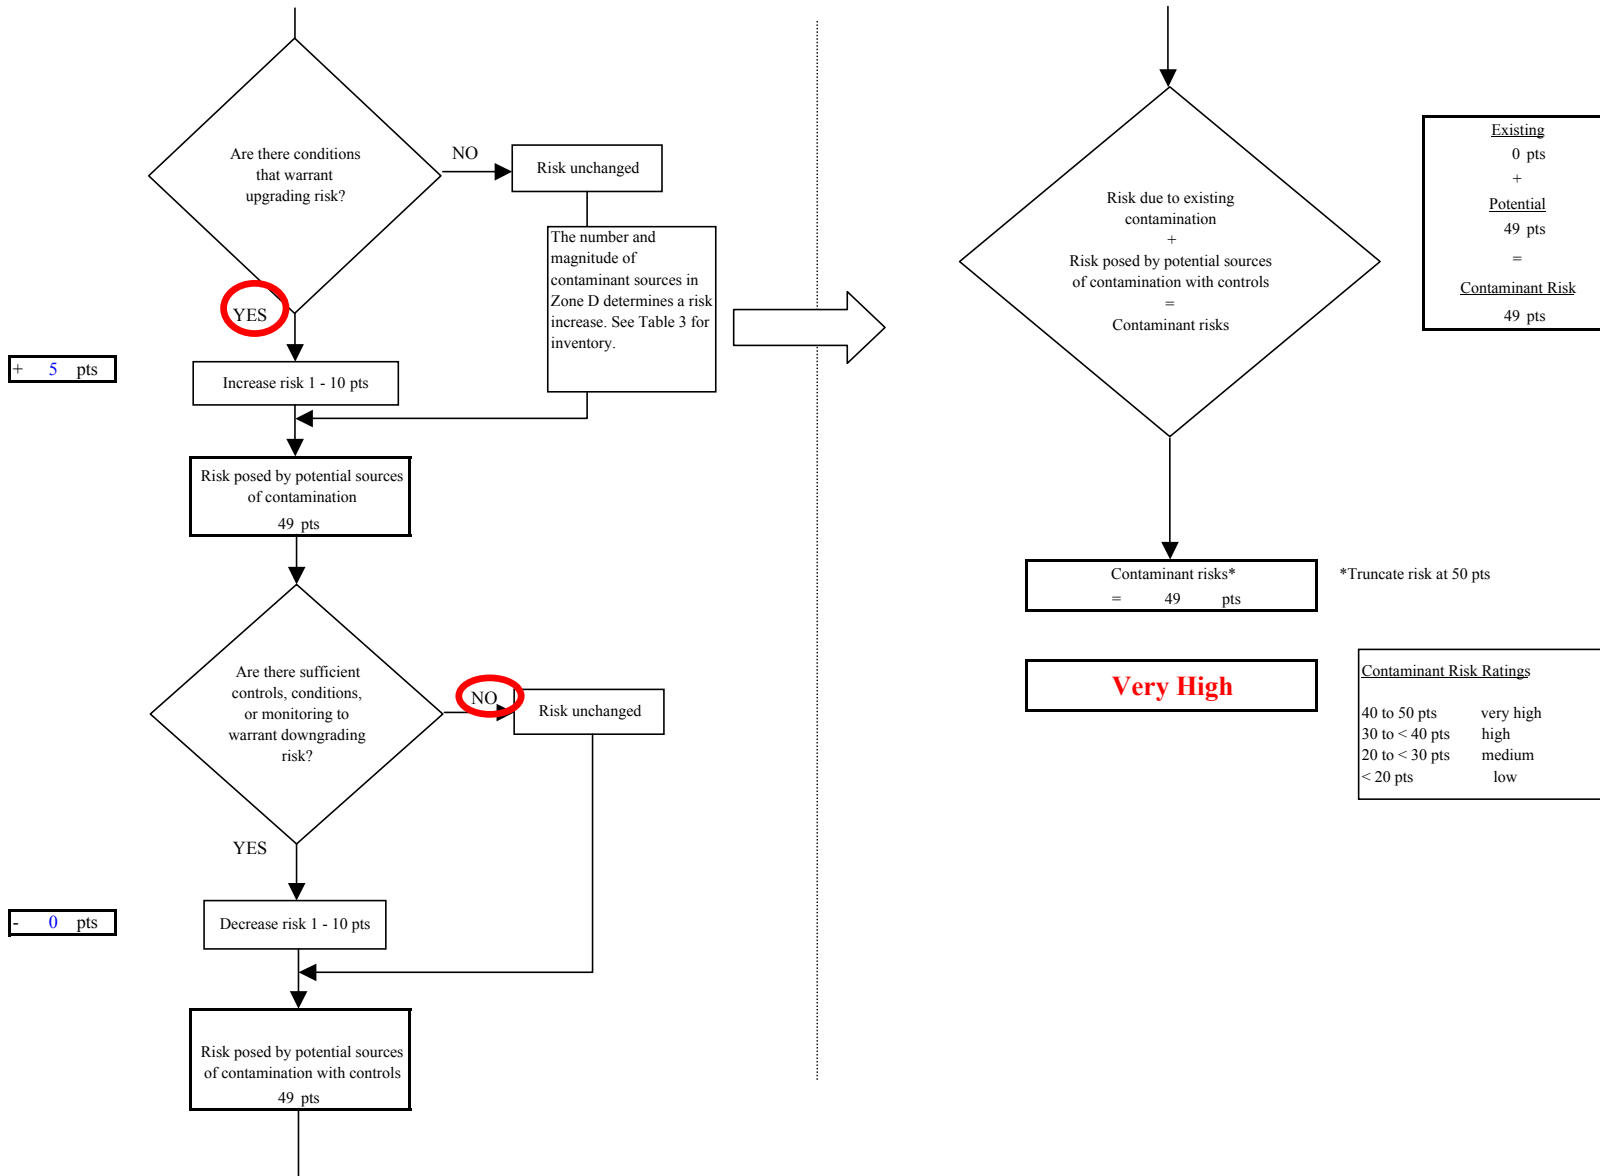 Are there conditions
that warrant
upgrading risk?
NO
Risk unchanged
The number and
magnitude of
contaminant sources in
Zone D determines a risk
increase. See Table 3 for
inventory.
YES
+ 5 pts
Increase risk 1 - 10 pts
Risk posed by potential sources
of contamination
49 pts
Are there sufficient
controls, conditions,
or monitoring to
warrant downgrading
risk?
NO
Risk unchanged
YES
- 0 pts
Decrease risk 1 - 10 pts
Risk posed by potential sources
of contamination with controls
49 pts
Risk due to existing
contamination
+
Risk posed by potential sources
of contamination with controls
=
Contaminant risks
Existing
0 pts
+
Potential
49 pts
=
Contaminant Risk
49 pts
Contaminant risks*
= 49 pts
*Truncate risk at 50 pts
Very High
Contaminant Risk Ratings
40 to 50 pts very high
30 to < 40 pts high
20 to < 30 pts medium
< 20 pts low